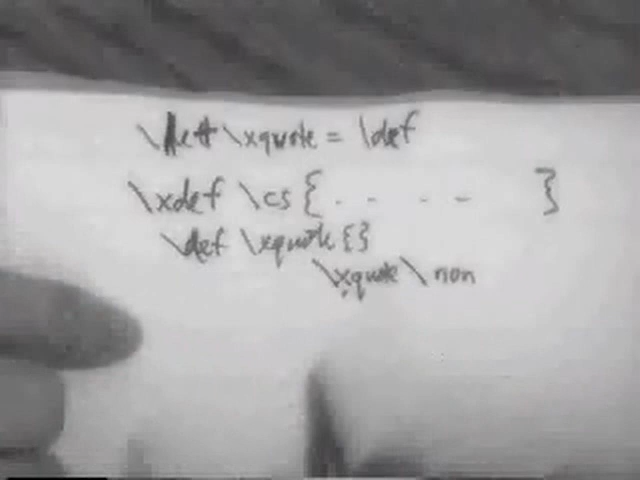 \let \xquote = \def
\xdef \cs { . . . . }
\def \xquote {}
\xquote \non